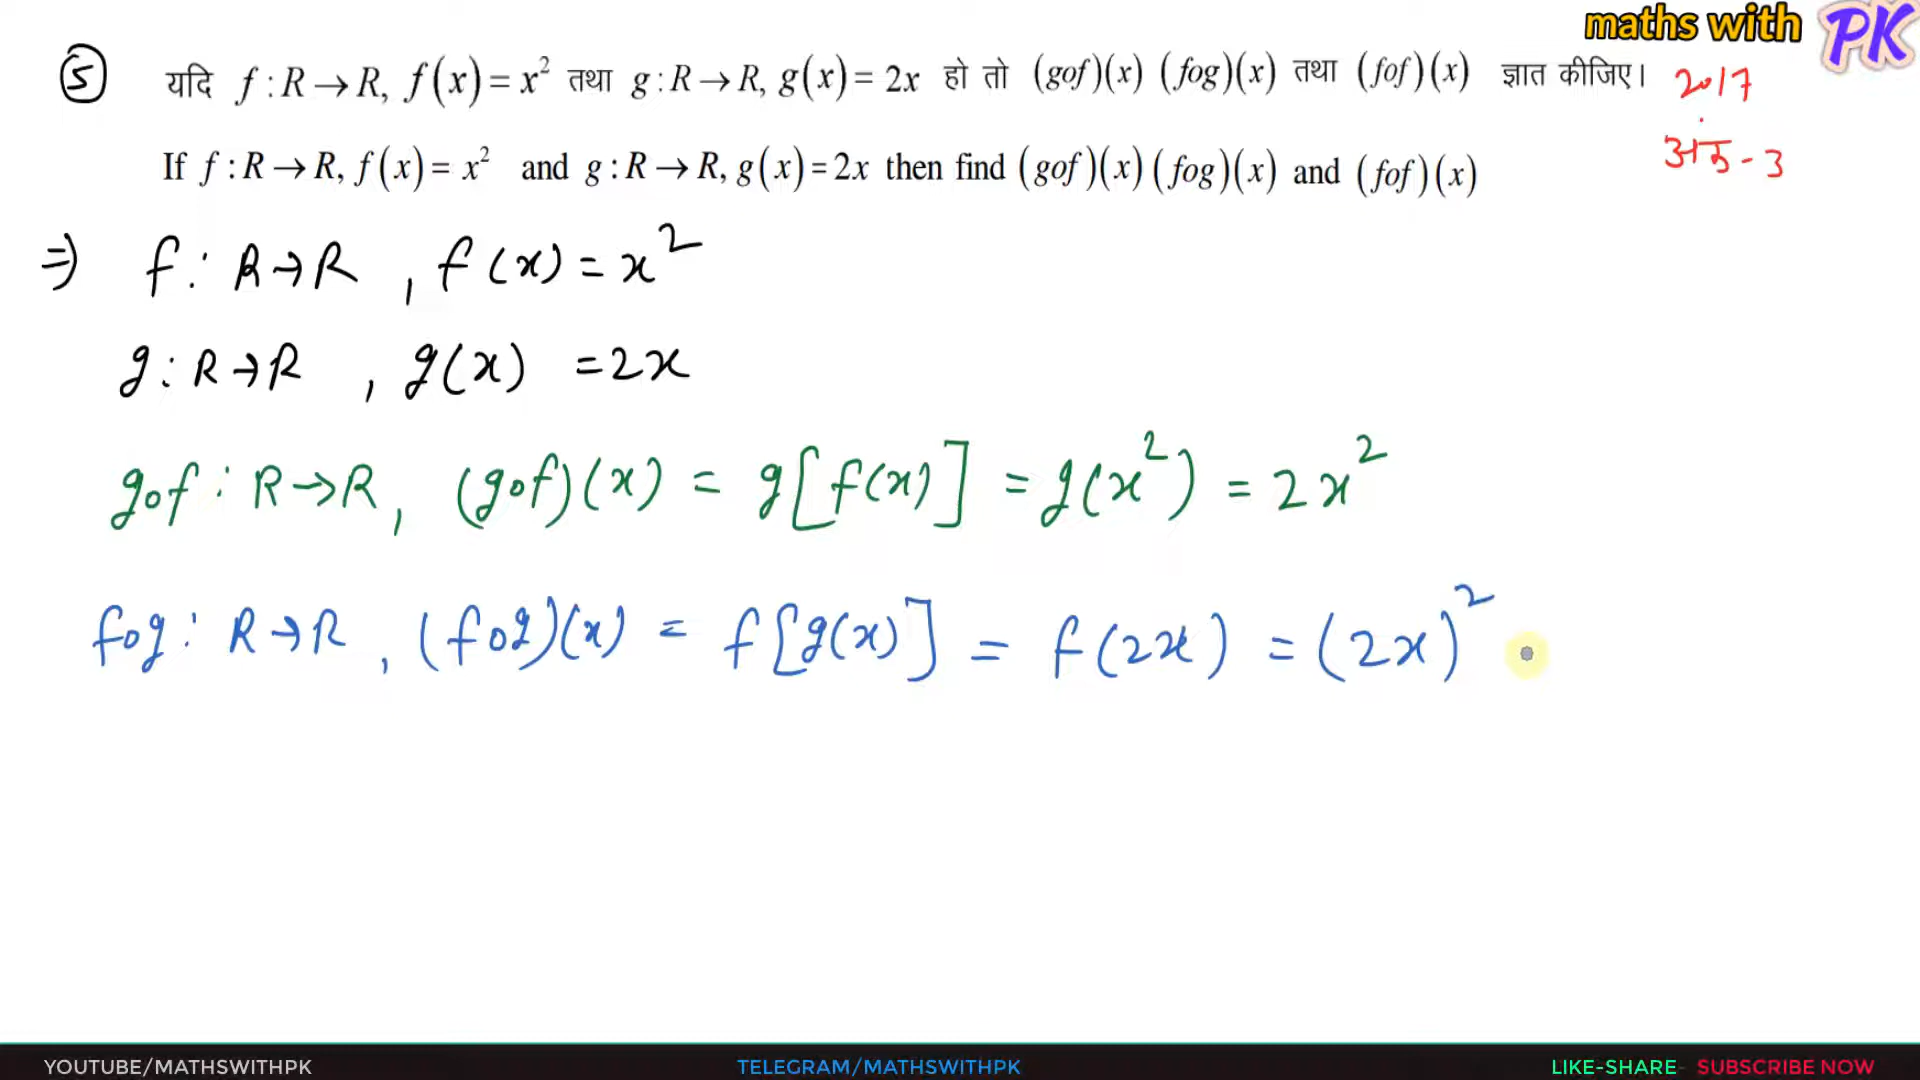 maths with PK
⑤ यदि f : R → R, f(x) = x² तथा g : R → R, g(x) = 2x हो तो (gof)(x) (fog)(x) तथा (fof)(x) ज्ञात कीजिए। 2017
If f : R → R, f(x) = x² and g : R → R, g(x) = 2x then find (gof)(x) (fog)(x) and (fof)(x) अंक - 3
⇒ f : R → R , f(x) = x²
g : R → R , g(x) = 2x
gof : R → R, (gof)(x) = g[f(x)] = g(x²) = 2x²
fog : R → R , (fog)(x) = f[g(x)] = f(2x) = (2x)²
YOUTUBE/MATHSWITHPK TELEGRAM/MATHSWITHPK LIKE-SHARE- SUBSCRIBE NOW